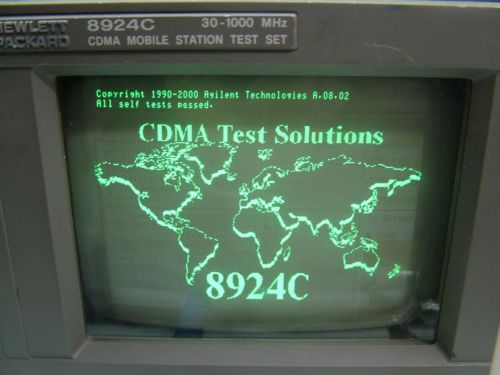 HEWLETT
PACKARD
8924C 30-1000 MHz
CDMA MOBILE STATION TEST SET
Copyright 1990-2000 Agilent Technologies A.08.02
All self tests passed.
CDMA Test Solutions
8924C